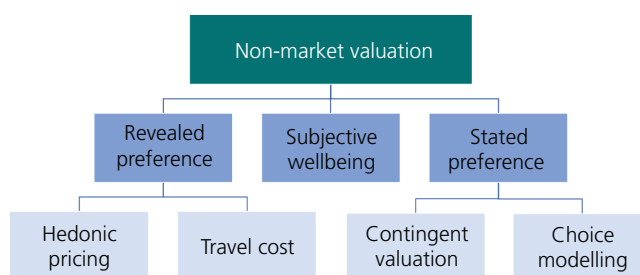 Non-market valuation
Revealed
preference
Subjective
wellbeing
Stated
preference
Hedonic
pricing
Travel cost
Contingent
valuation
Choice
modelling